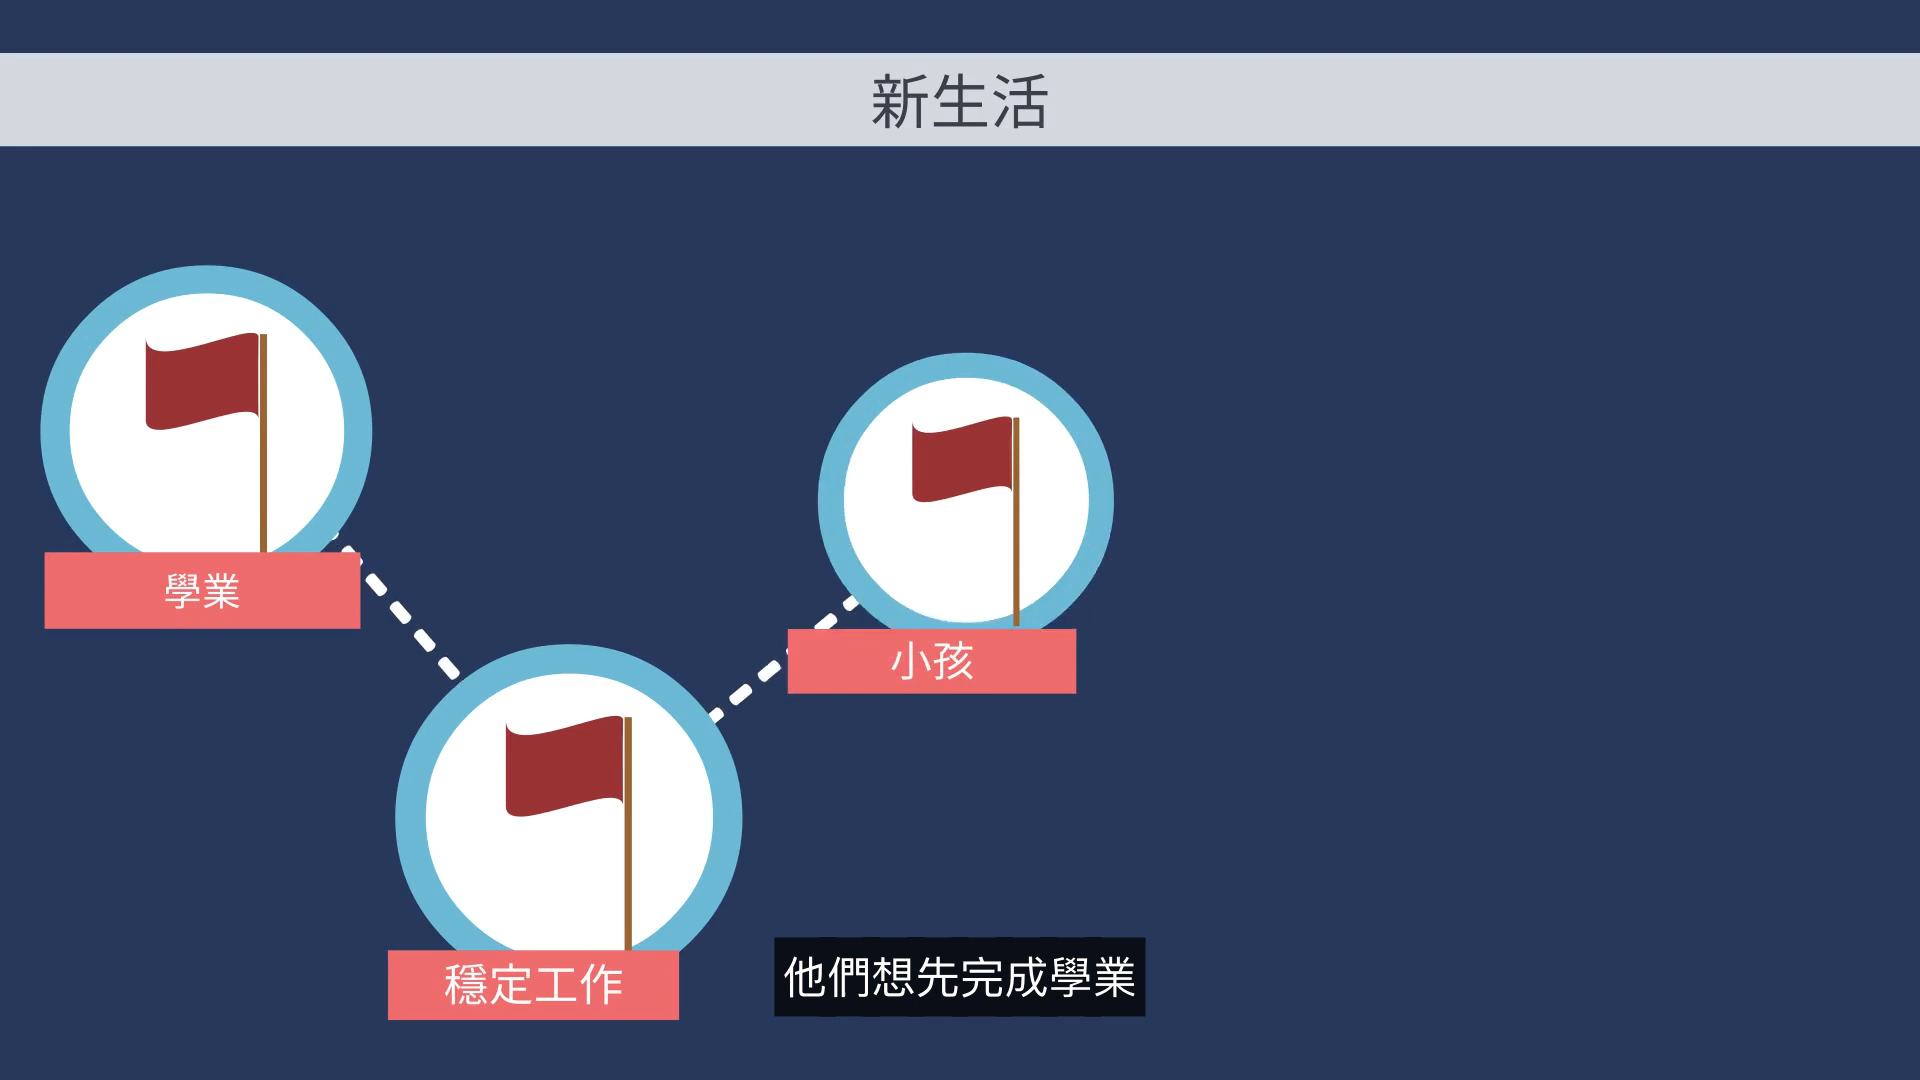 新生活
學業
小孩
穩定工作
他們想先完成學業